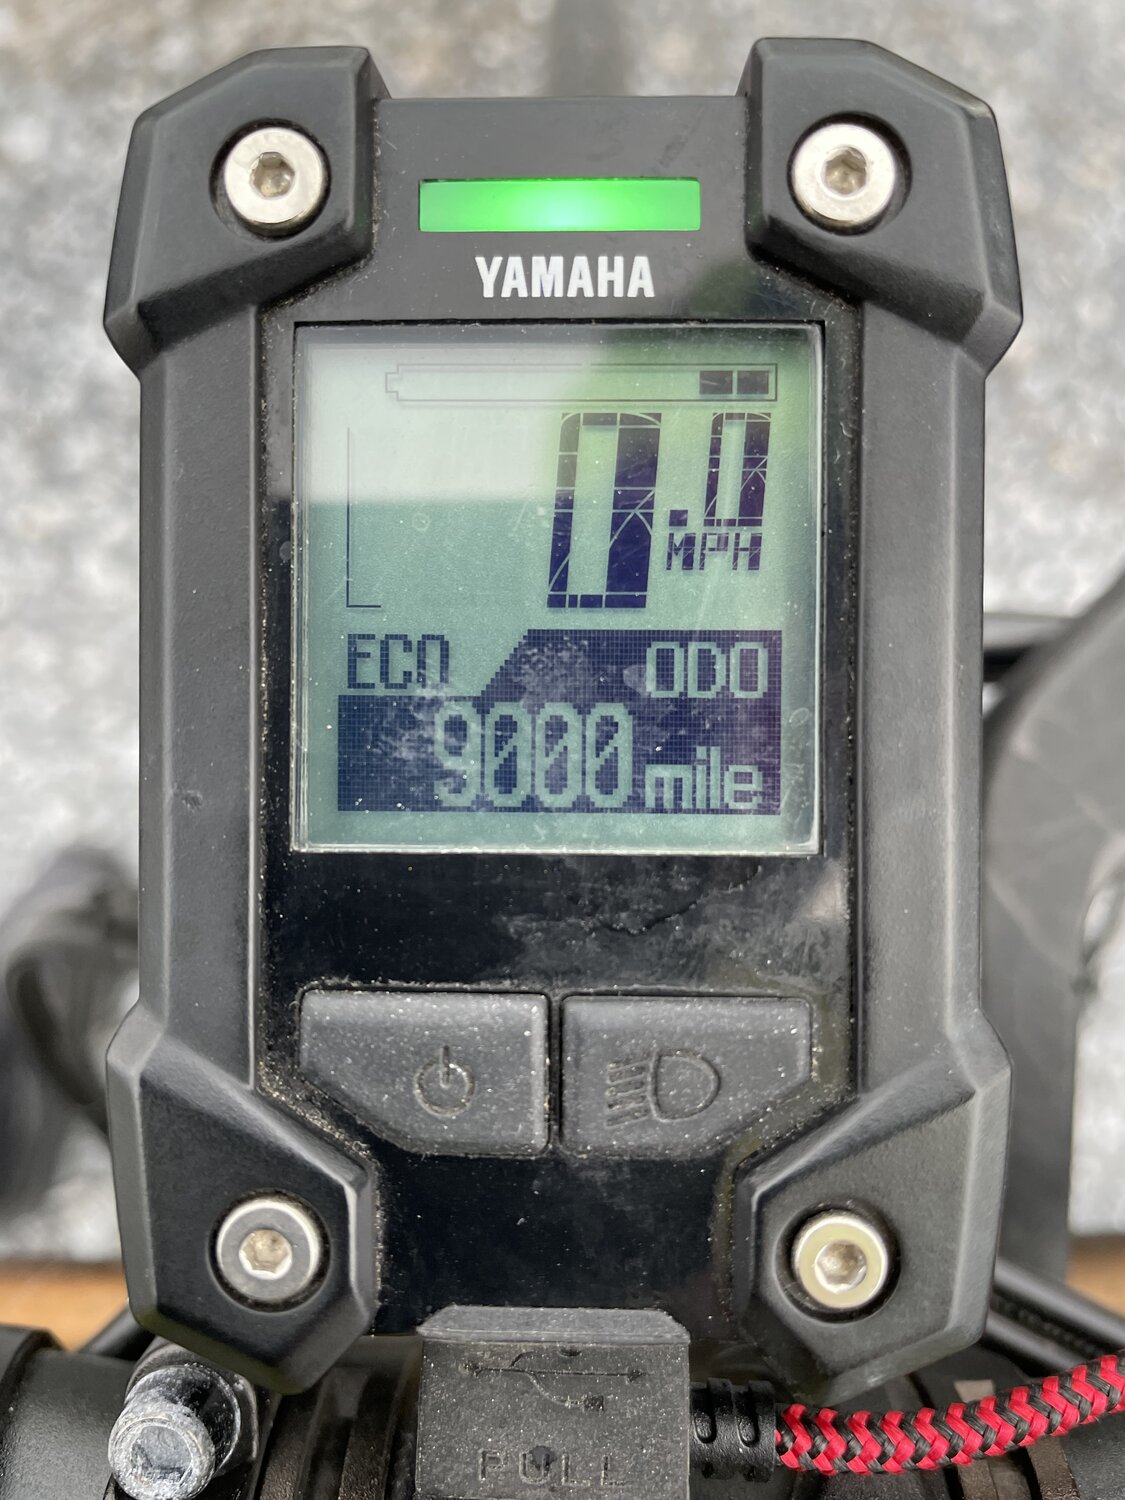 YAMAHA
0.0
MPH
ECO ODO
9000 mile
PULL